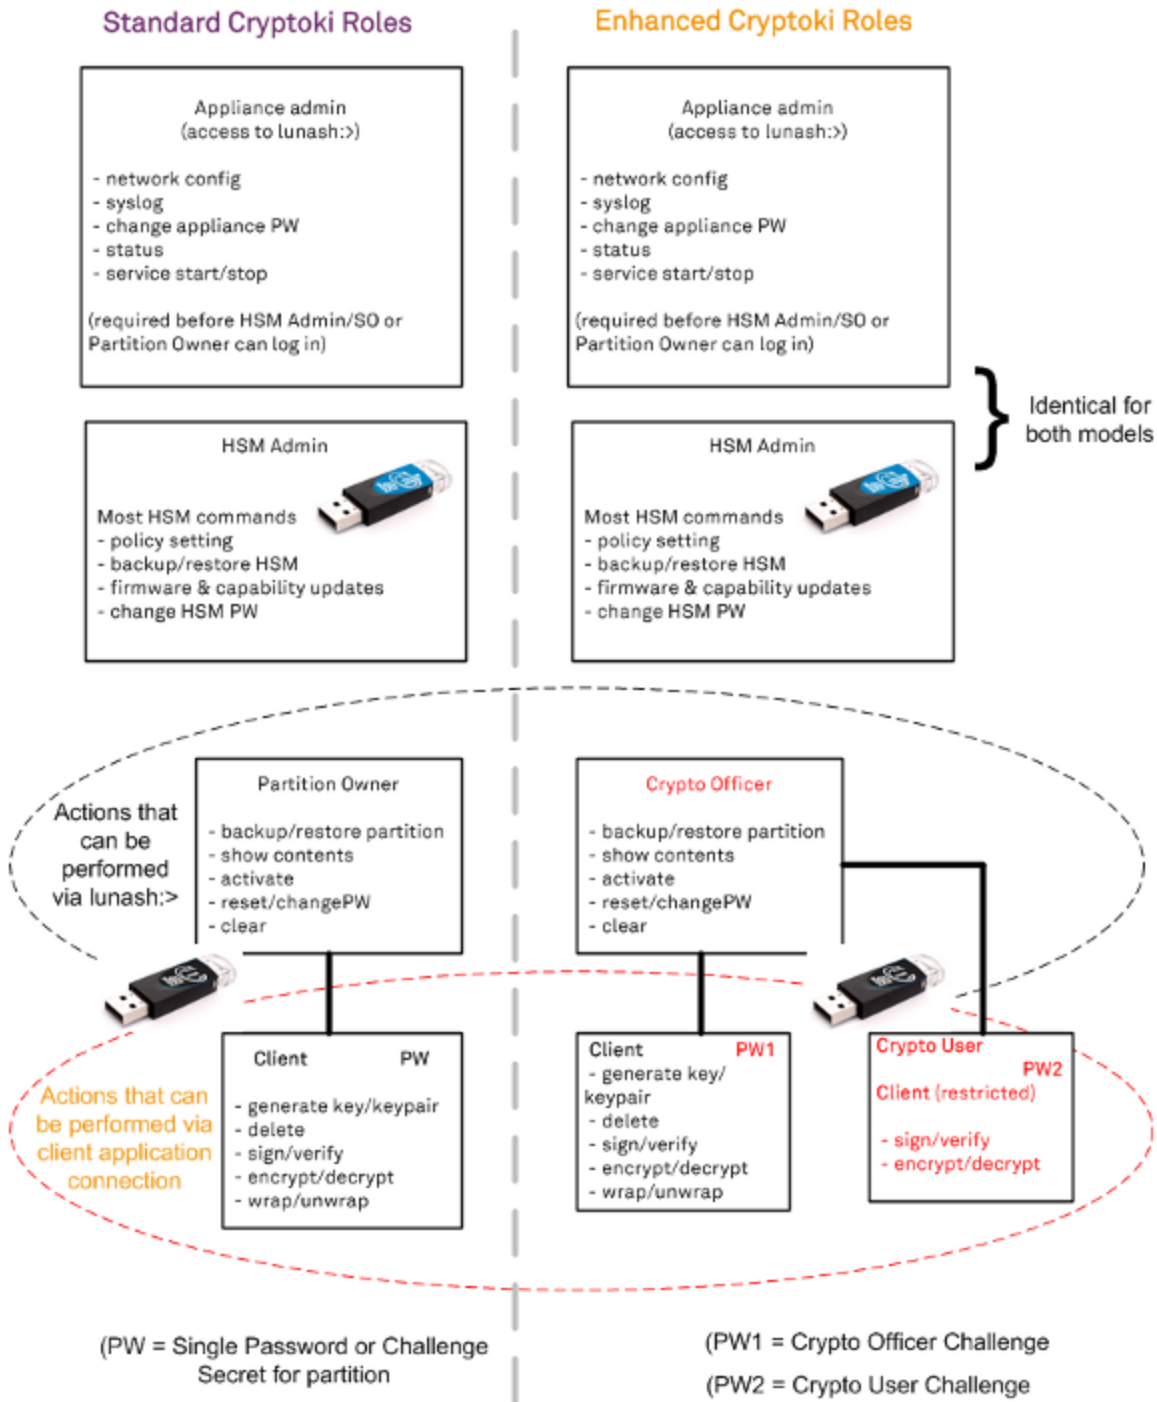 Standard Cryptoki Roles
Enhanced Cryptoki Roles
Appliance admin
(access to lunash:>)
- network config
- syslog
- change appliance PW
- status
- service start/stop
(required before HSM Admin/SO or
Partition Owner can log in)
Appliance admin
(access to lunash:>)
- network config
- syslog
- change appliance PW
- status
- service start/stop
(required before HSM Admin/SO or
Partition Owner can log in)
Identical for
both models
HSM Admin
Most HSM commands
- policy setting
- backup/restore HSM
- firmware & capability updates
- change HSM PW
HSM Admin
Most HSM commands
- policy setting
- backup/restore HSM
- firmware & capability updates
- change HSM PW
Actions that
can be
performed
via lunash:>
Partition Owner
- backup/restore partition
- show contents
- activate
- reset/changePW
- clear
Crypto Officer
- backup/restore partition
- show contents
- activate
- reset/changePW
- clear
Actions that can
be performed via
client application
connection
Client PW
- generate key/keypair
- delete
- sign/verify
- encrypt/decrypt
- wrap/unwrap
Client PW1
- generate key/
keypair
- delete
- sign/verify
- encrypt/decrypt
- wrap/unwrap
Crypto User
PW2
Client (restricted)
- sign/verify
- encrypt/decrypt
(PW = Single Password or Challenge
Secret for partition
(PW1 = Crypto Officer Challenge
(PW2 = Crypto User Challenge